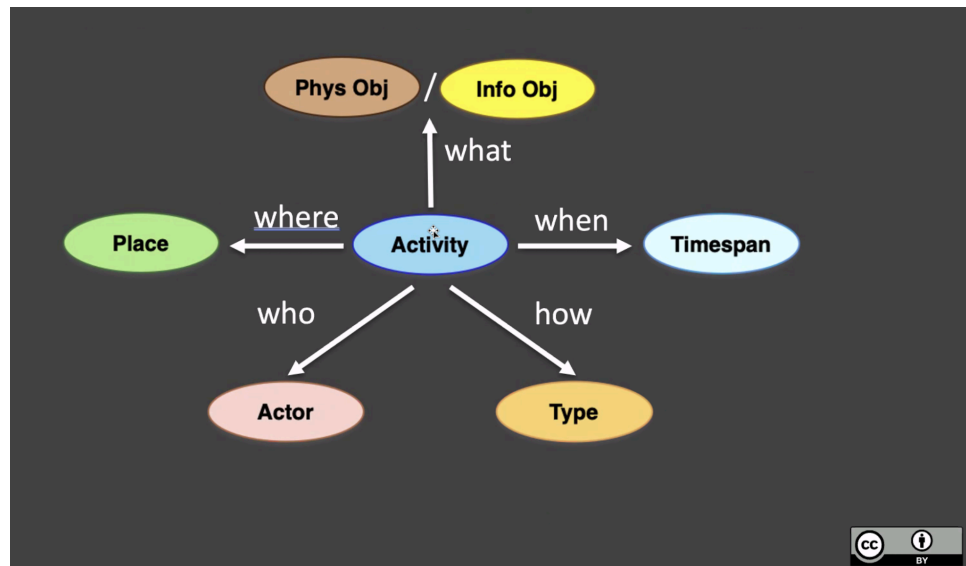 Phys Obj / Info Obj
what
where
when
Place
Activity
Timespan
who
how
Actor
Type
cc
BY